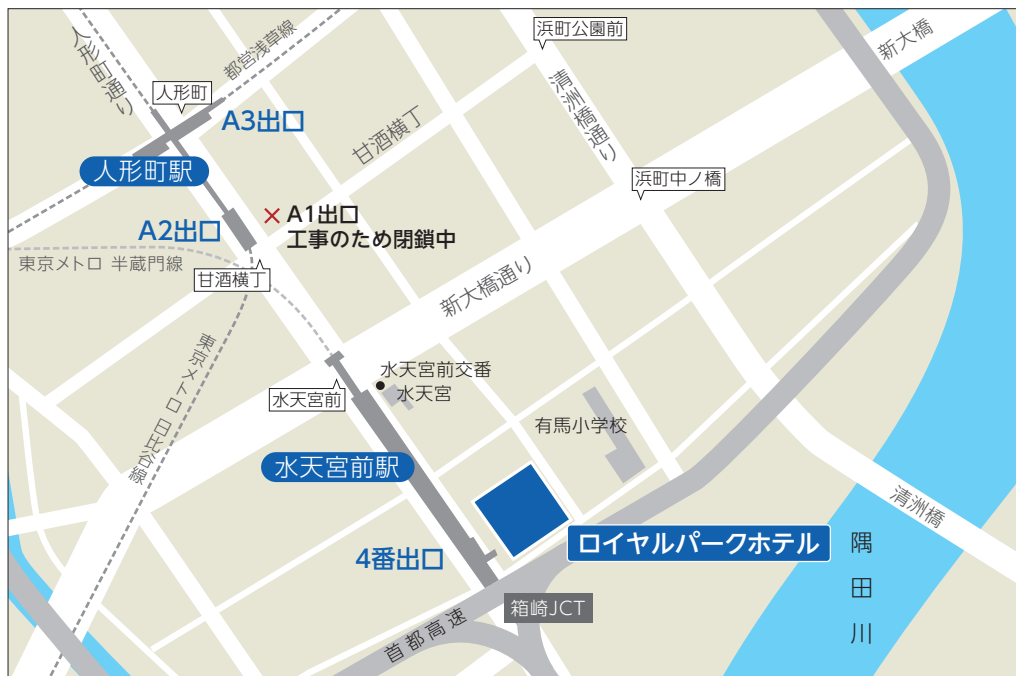 浜町公園前
人形町通り
都営浅草線
新大橋
人形町
A3出口
清洲橋通り
甘酒横丁
人形町駅
浜町中ノ橋
A1出口
工事のため閉鎖中
A2出口
東京メトロ 半蔵門線
甘酒横丁
新大橋通り
東京メトロ 日比谷線
水天宮前交番
水天宮
水天宮前
有馬小学校
水天宮前駅
清洲橋
ロイヤルパークホテル
隅田川
4番出口
箱崎JCT
首都高速